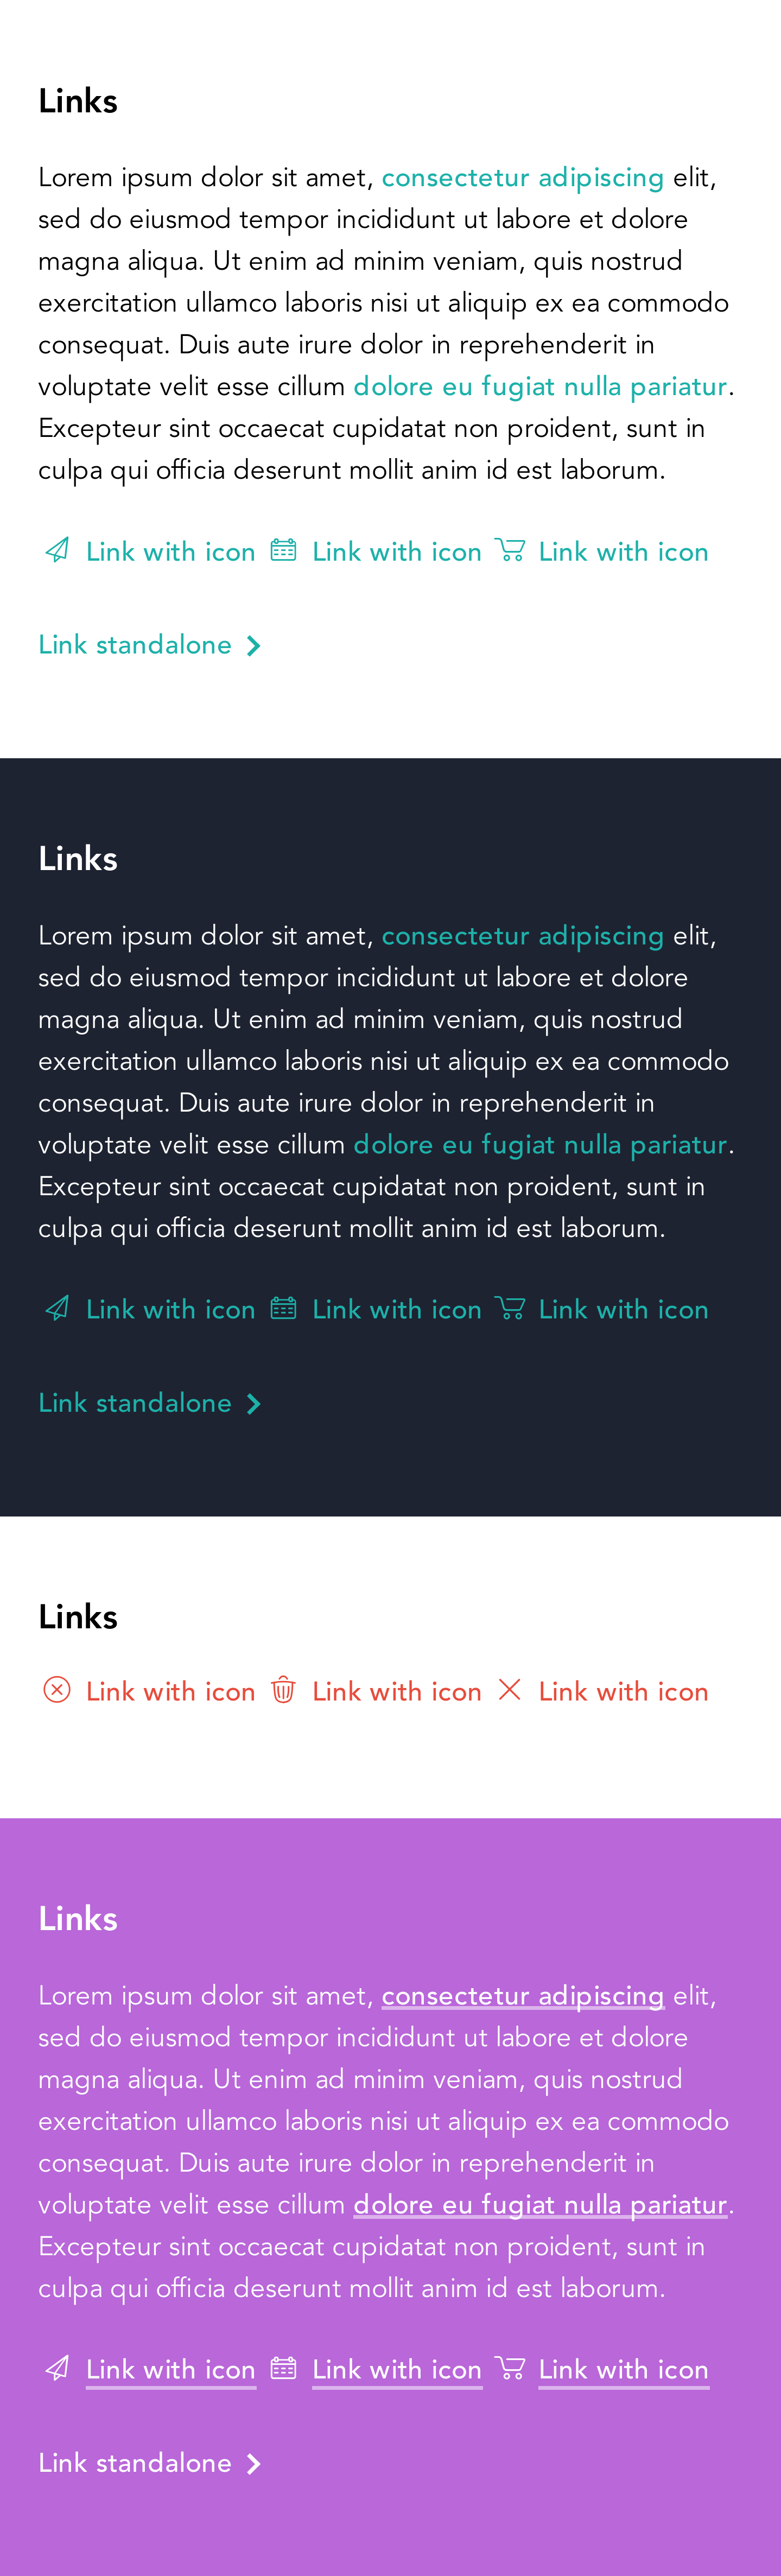 Links
Lorem ipsum dolor sit amet, consectetur adipiscing elit,
sed do eiusmod tempor incididunt ut labore et dolore
magna aliqua. Ut enim ad minim veniam, quis nostrud
exercitation ullamco laboris nisi ut aliquip ex ea commodo
consequat. Duis aute irure dolor in reprehenderit in
voluptate velit esse cillum dolore eu fugiat nulla pariatur.
Excepteur sint occaecat cupidatat non proident, sunt in
culpa qui officia deserunt mollit anim id est laborum.
Link with icon Link with icon Link with icon
Link standalone
Links
Lorem ipsum dolor sit amet, consectetur adipiscing elit,
sed do eiusmod tempor incididunt ut labore et dolore
magna aliqua. Ut enim ad minim veniam, quis nostrud
exercitation ullamco laboris nisi ut aliquip ex ea commodo
consequat. Duis aute irure dolor in reprehenderit in
voluptate velit esse cillum dolore eu fugiat nulla pariatur.
Excepteur sint occaecat cupidatat non proident, sunt in
culpa qui officia deserunt mollit anim id est laborum.
Link with icon Link with icon Link with icon
Link standalone
Links
Link with icon Link with icon Link with icon
Links
Lorem ipsum dolor sit amet, consectetur adipiscing elit,
sed do eiusmod tempor incididunt ut labore et dolore
magna aliqua. Ut enim ad minim veniam, quis nostrud
exercitation ullamco laboris nisi ut aliquip ex ea commodo
consequat. Duis aute irure dolor in reprehenderit in
voluptate velit esse cillum dolore eu fugiat nulla pariatur.
Excepteur sint occaecat cupidatat non proident, sunt in
culpa qui officia deserunt mollit anim id est laborum.
Link with icon Link with icon Link with icon
Link standalone